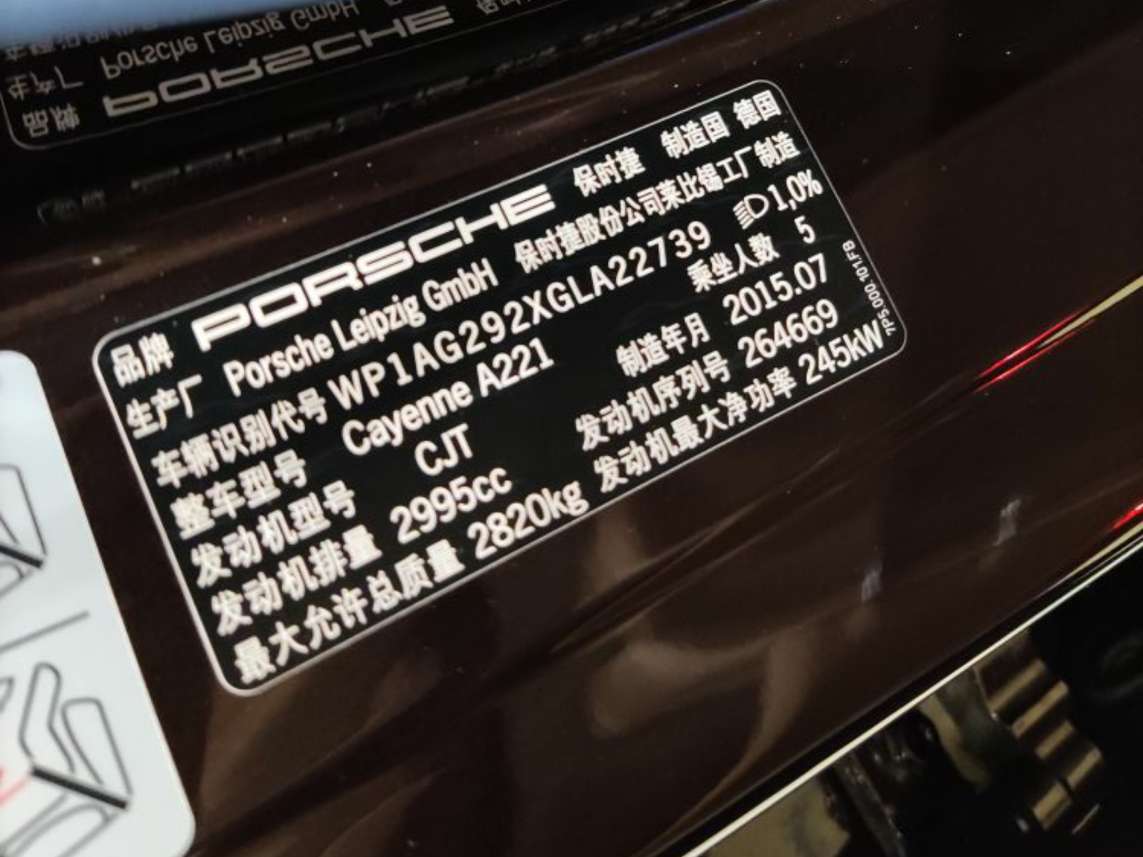 品牌 PORSCHE 保时捷 制造国 德国
生产厂 Porsche Leipzig GmbH 保时捷股份公司莱比锡工厂制造
车辆识别代号 WP1AG292XGLA22739 1,0%
整车型号 Cayenne A221 乘坐人数 5
发动机型号 CJT 制造年月 2015.07
发动机排量 2995cc 发动机序列号 264669
最大允许总质量 2820kg 发动机最大净功率 245kW
7P5.000.101.FB